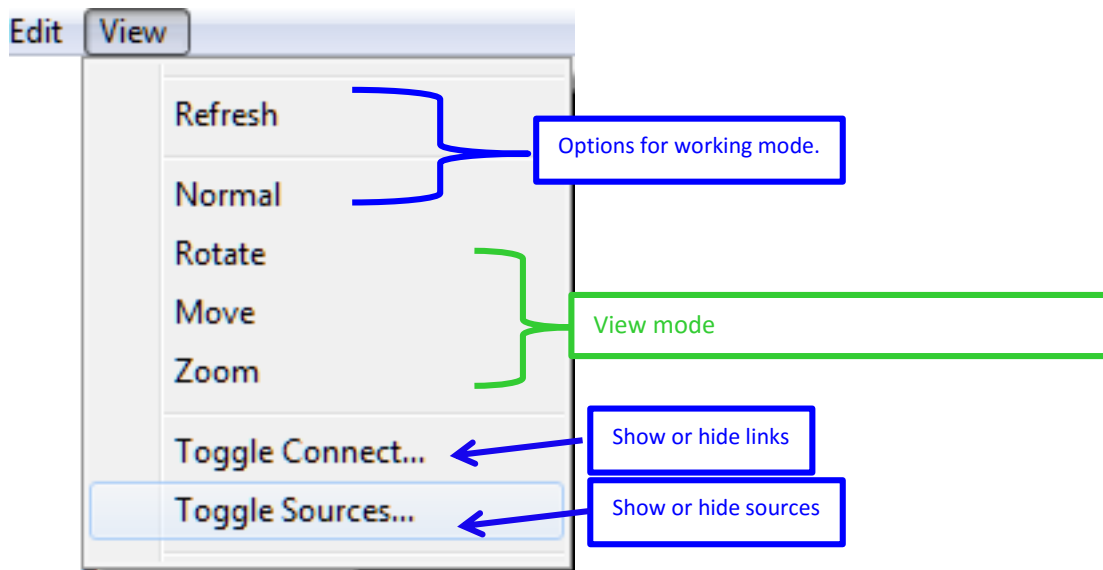 Edit View
Refresh
Options for working mode.
Normal
Rotate
Move
View mode
Zoom
Toggle Connect...
Show or hide links
Toggle Sources...
Show or hide sources